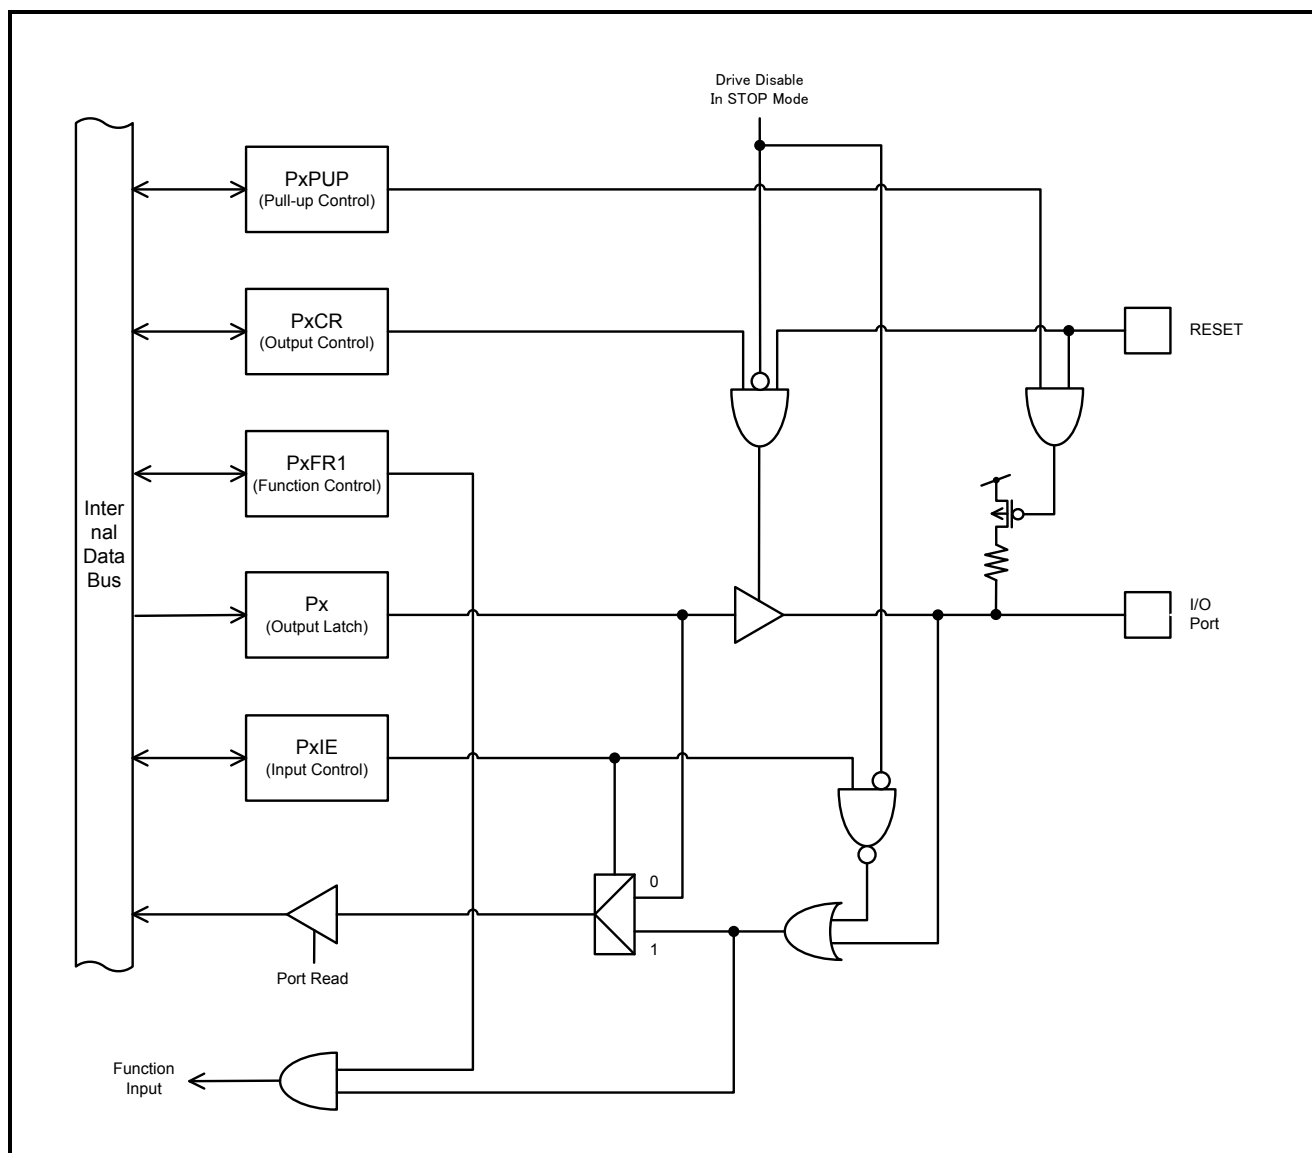 Drive Disable
In STOP Mode
PxPUP
(Pull-up Control)
PxCR
(Output Control)
RESET
PxFR1
(Function Control)
Inter
nal
Data
Bus
Px
(Output Latch)
I/O
Port
PxIE
(Input Control)
0
1
Port Read
Function
Input